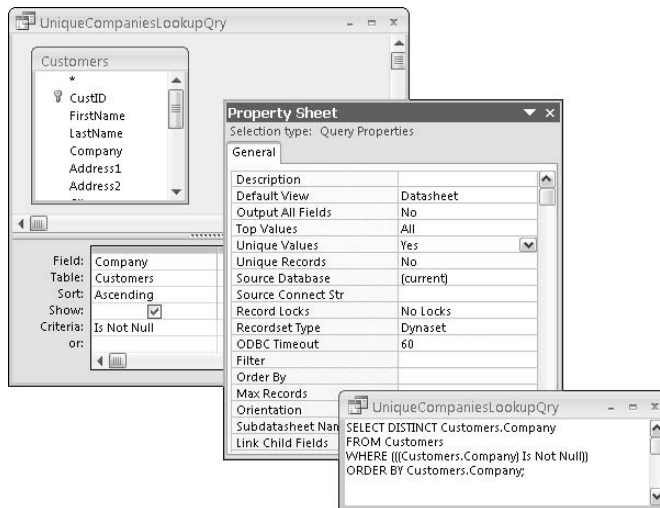 UniqueCompaniesLookupQry
Customers
*
CustID
FirstName
LastName
Company
Address1
Address2
Field: Company
Table: Customers
Sort: Ascending
Show:
Criteria: Is Not Null
or:
Property Sheet
Selection type: Query Properties
General
Description
Default View Datasheet
Output All Fields No
Top Values All
Unique Values Yes
Unique Records No
Source Database (current)
Source Connect Str
Record Locks No Locks
Recordset Type Dynaset
ODBC Timeout 60
Filter
Order By
Max Records
Orientation
Subdatasheet Nam
Link Child Fields
UniqueCompaniesLookupQry
SELECT DISTINCT Customers.Company
FROM Customers
WHERE (((Customers.Company) Is Not Null))
ORDER BY Customers.Company;